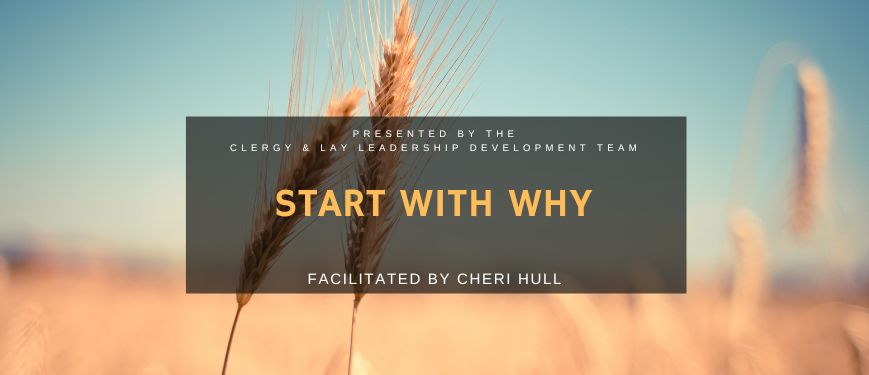 PRESENTED BY THE
CLERGY & LAY LEADERSHIP DEVELOPMENT TEAM
START WITH WHY
FACILITATED BY CHERI HULL